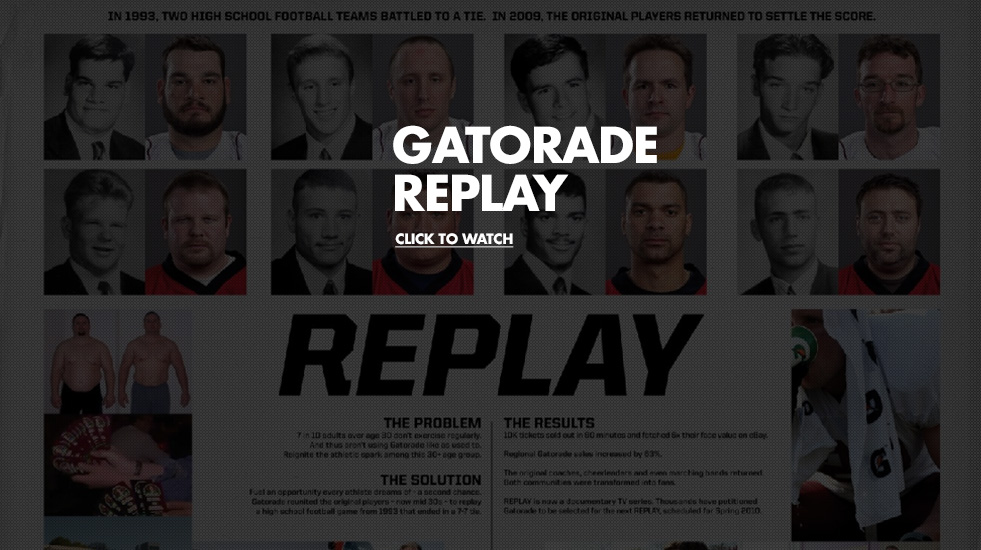 IN 1993, TWO HIGH SCHOOL FOOTBALL TEAMS BATTLED TO A TIE. IN 2009, THE ORIGINAL PLAYERS RETURNED TO SETTLE THE SCORE.
GATORADE
REPLAY
CLICK TO WATCH
REPLAY
THE PROBLEM
7 in 10 adults over age 30 don't exercise regularly.
And thus aren't using Gatorade like as used to.
Reignite the athletic spark among this 30+ age group.
THE SOLUTION
Fuel an opportunity every athlete dreams of - a second chance.
Gatorade reunited the original players - now mid 30s - to replay
a high school football game from 1993 that ended in a 7-7 tie.
THE RESULTS
10K tickets sold out in 90 minutes and fetched 6x their face value on eBay.
Regional Gatorade sales increased by 63%.
The original coaches, cheerleaders and even marching bands returned.
Both communities were transformed into fans.
REPLAY is now a documentary TV series. Thousands have petitioned
Gatorade to be selected for the next REPLAY, scheduled for Spring 2010.
G